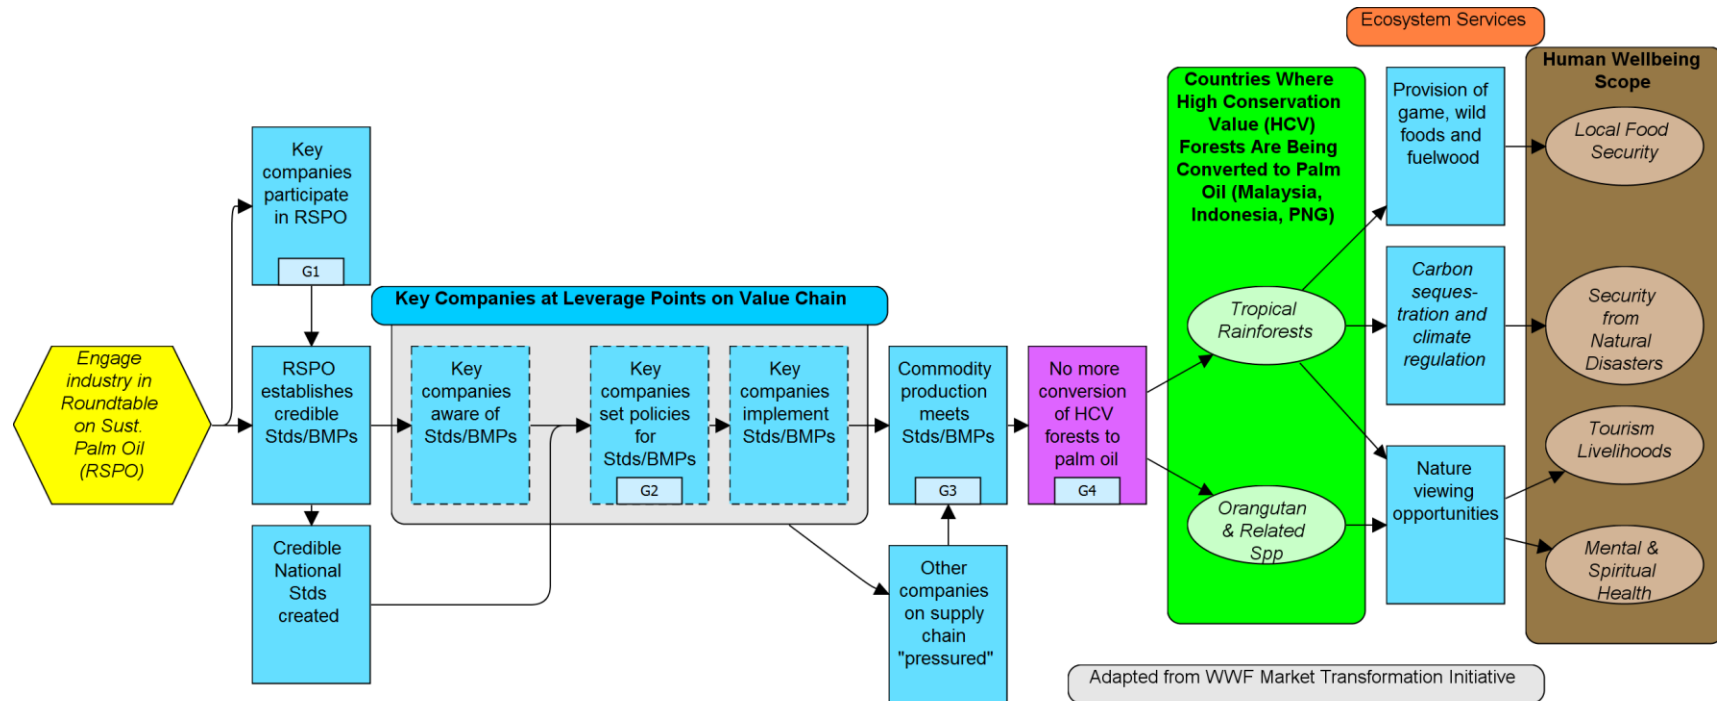 Ecosystem Services
Countries Where
High Conservation
Value (HCV)
Forests Are Being
Converted to Palm
Oil (Malaysia,
Indonesia, PNG)
Human Wellbeing
Scope
Provision of
game, wild
foods and
fuelwood
Local Food
Security
Key
companies
participate
in RSPO
G1
Key Companies at Leverage Points on Value Chain
Tropical
Rainforests
Carbon
seques-
tration and
climate
regulation
Security
from
Natural
Disasters
Engage
industry in
Roundtable
on Sust.
Palm Oil
(RSPO)
RSPO
establishes
credible
Stds/BMPs
Key
companies
aware of
Stds/BMPs
Key
companies
set policies
for
Stds/BMPs
G2
Key
companies
implement
Stds/BMPs
Commodity
production
meets
Stds/BMPs
G3
No more
conversion
of HCV
forests to
palm oil
G4
Orangutan
& Related
Spp
Nature
viewing
opportunities
Tourism
Livelihoods
Mental &
Spiritual
Health
Credible
National
Stds
created
Other
companies
on supply
chain
"pressured"
Adapted from WWF Market Transformation Initiative